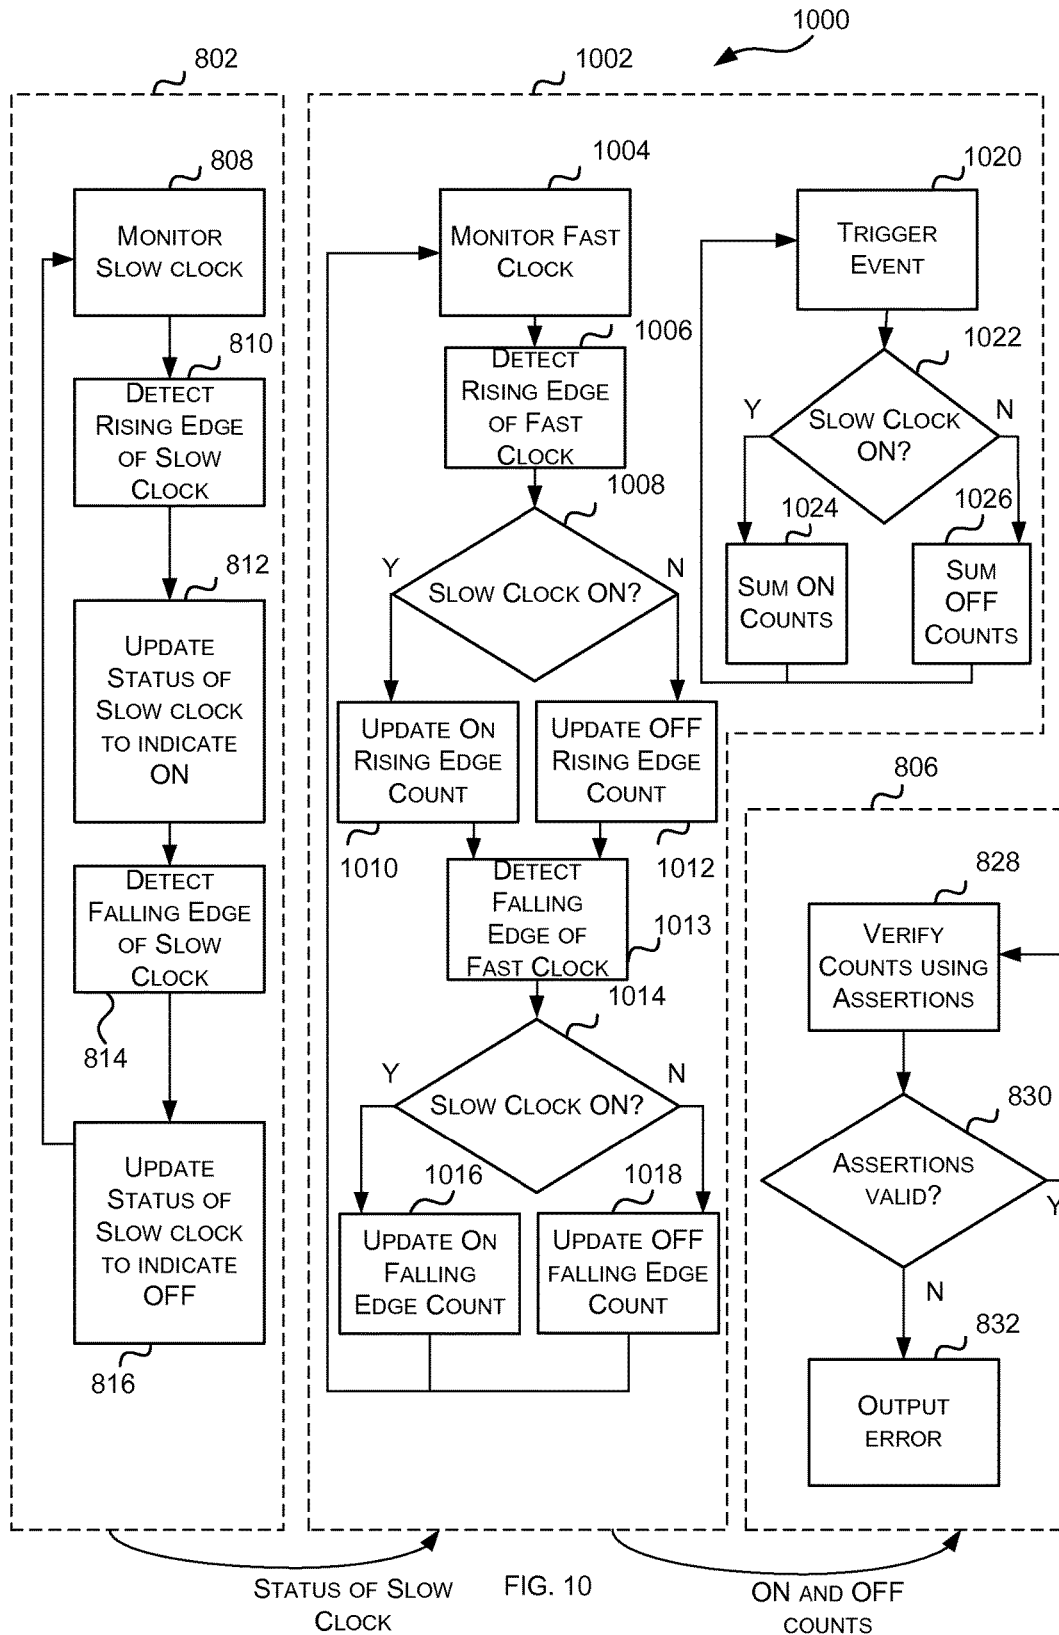 1000
802
1002
808
MONITOR
SLOW CLOCK
810
DETECT
RISING EDGE
OF SLOW
CLOCK
812
UPDATE
STATUS OF
SLOW CLOCK
TO INDICATE
ON
DETECT
FALLING EDGE
OF SLOW
CLOCK
814
UPDATE
STATUS OF
SLOW CLOCK
TO INDICATE
OFF
816
1004
MONITOR FAST
CLOCK
1006
DETECT
RISING EDGE
OF FAST
CLOCK
1008
Y
SLOW CLOCK ON?
N
UPDATE ON
RISING EDGE
COUNT
1010
UPDATE OFF
RISING EDGE
COUNT
1012
DETECT
FALLING
EDGE OF
FAST CLOCK
1013
1014
Y
SLOW CLOCK ON?
N
1016
UPDATE ON
FALLING
EDGE COUNT
1018
UPDATE OFF
FALLING EDGE
COUNT
1020
TRIGGER
EVENT
1022
Y
SLOW CLOCK
ON?
N
1024
SUM ON
COUNTS
1026
SUM
OFF
COUNTS
806
828
VERIFY
COUNTS USING
ASSERTIONS
830
ASSERTIONS
VALID?
Y
N
832
OUTPUT
ERROR
STATUS OF SLOW
CLOCK
FIG. 10
ON AND OFF
COUNTS